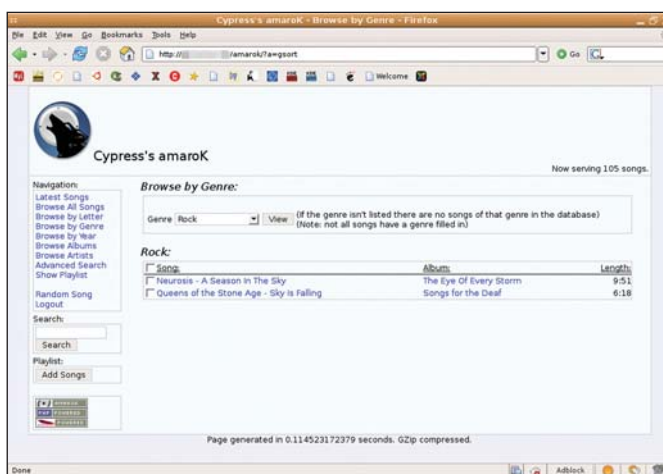 Cypress's amaroK - Browse by Genre - Firefox
File Edit View Go Bookmarks Tools Help
http:// /amarok/?a=gsort
Go
Welcome
Cypress's amaroK
Now serving 105 songs.
Navigation:
Latest Songs
Browse All Songs
Browse by Letter
Browse by Genre
Browse by Year
Browse Albums
Browse Artists
Advanced Search
Show Playlist
Random Song
Logout
Search:
Search
Playlist:
Add Songs
Browse by Genre:
Genre Rock View (If the genre isn't listed there are no songs of that genre in the database)
(Note: not all songs have a genre filled in)
Rock:
Song: Album: Length:
Neurosis - A Season In The Sky The Eye Of Every Storm 9:51
Queens of the Stone Age - Sky Is Falling Songs for the Deaf 6:18
Page generated in 0.114523172379 seconds. GZip compressed.
Done
Adblock